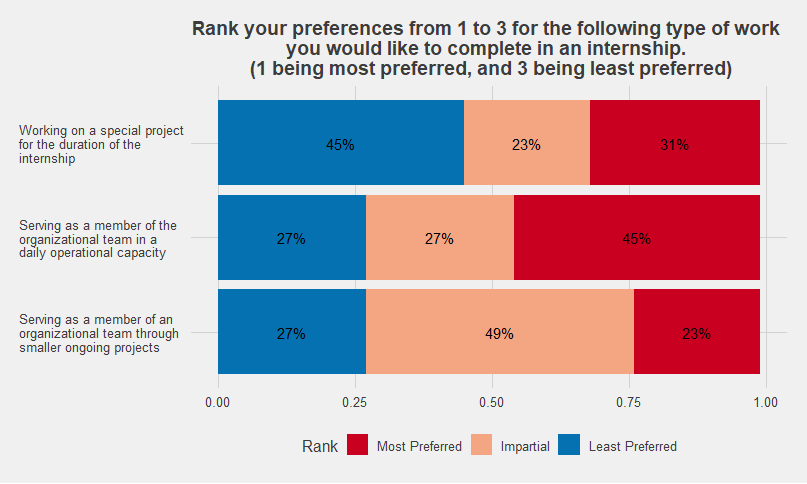 Rank your preferences from 1 to 3 for the following type of work
you would like to complete in an internship.
(1 being most preferred, and 3 being least preferred)
Working on a special project
for the duration of the
internship
45%
23%
31%
Serving as a member of the
organizational team in a
daily operational capacity
27%
27%
45%
Serving as a member of an
organizational team through
smaller ongoing projects
27%
49%
23%
0.00
0.25
0.50
0.75
1.00
Rank
Most Preferred
Impartial
Least Preferred